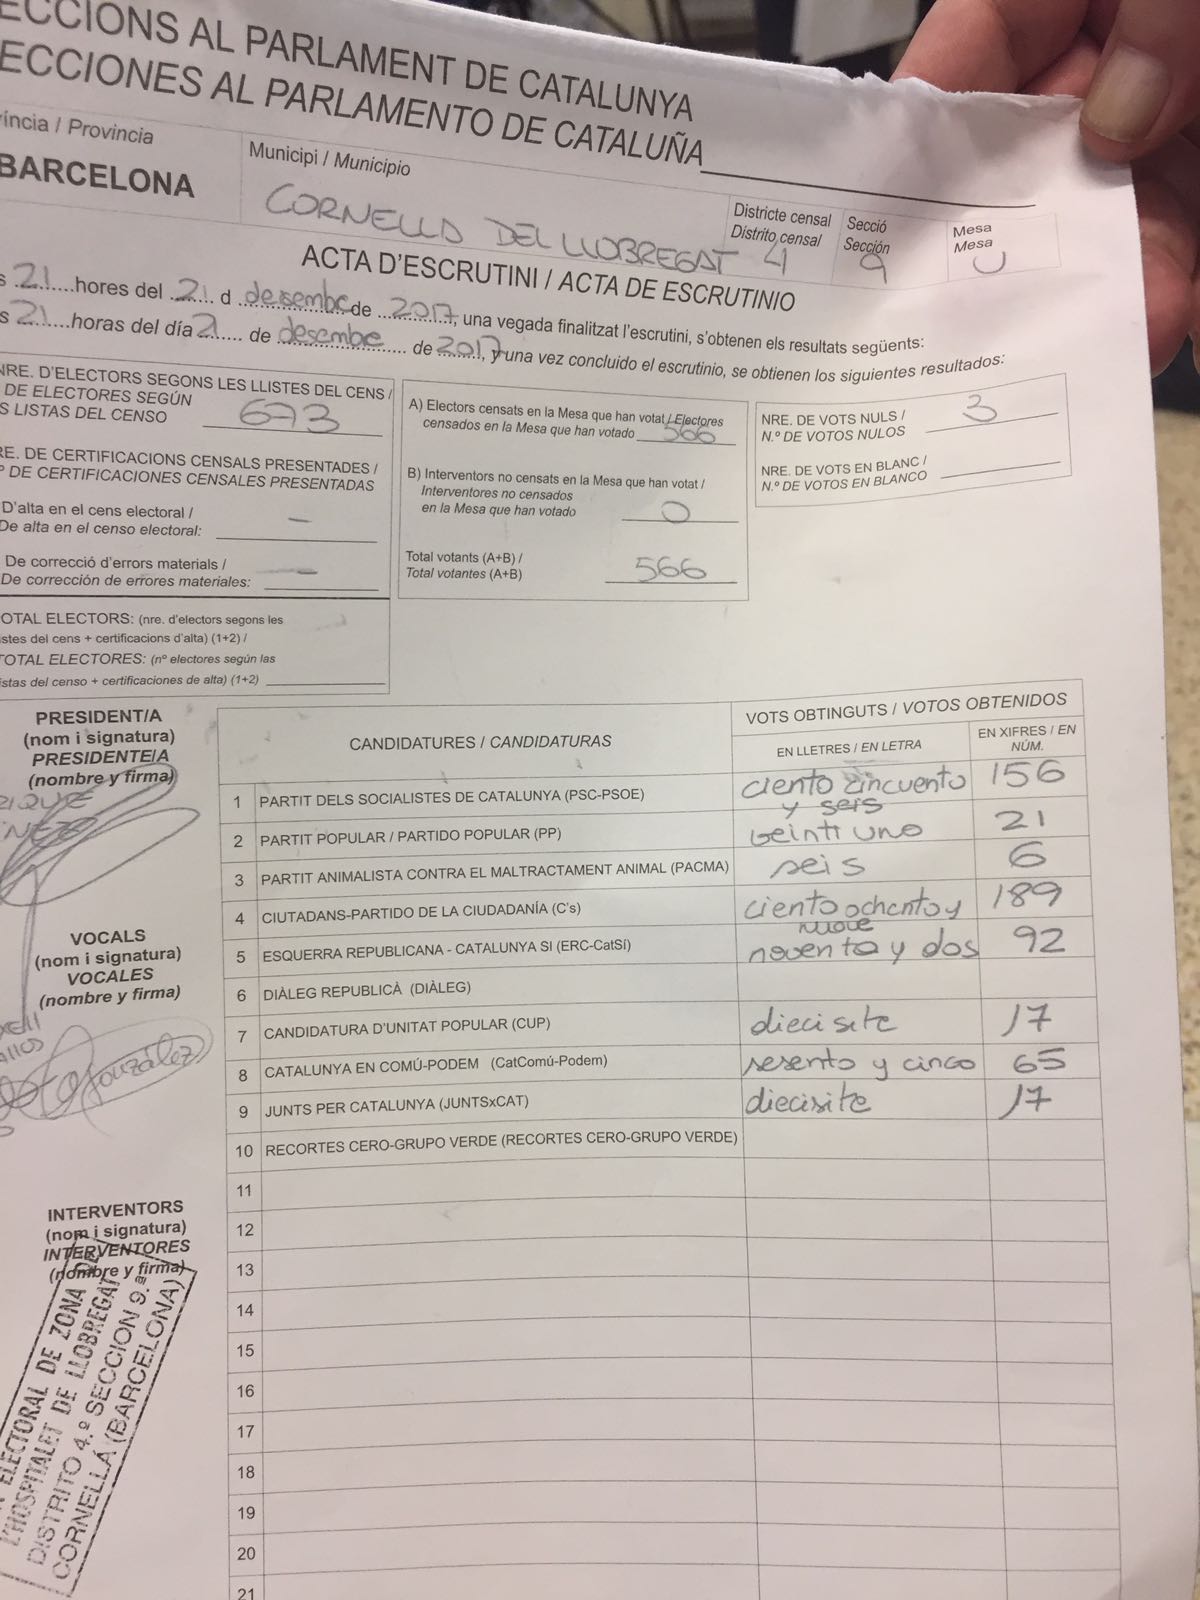 ECCIONS AL PARLAMENT DE CATALUNYA
ECCIONES AL PARLAMENTO DE CATALUÑA
víncia / Provincia
BARCELONA
Municipi / Municipio
CORNELLA DEL LLOBREGAT
Districte censal
Distrito censal
4
Secció
Sección
9
Mesa
Mesa
U
ACTA D'ESCRUTINI / ACTA DE ESCRUTINIO
s 21 hores del 21 d desembe de 2017, una vegada finalitzat l'escrutini, s'obtenen els resultats següents:
s 21 horas del día 21 de desembe de 2017, y una vez concluido el escrutinio, se obtienen los siguientes resultados:
NRE. D'ELECTORS SEGONS LES LLISTES DEL CENS /
DE ELECTORES SEGÚN
S LISTAS DEL CENSO 673
RE. DE CERTIFICACIONS CENSALS PRESENTADES /
º DE CERTIFICACIONES CENSALES PRESENTADAS
D'alta en el cens electoral /
De alta en el censo electoral: —
De correcció d'errors materials /
De corrección de errores materiales: —
OTAL ELECTORS: (nre. d'electors segons les
istes del cens + certificacions d'alta) (1+2) /
TOTAL ELECTORES: (nº electores según las
istas del censo + certificaciones de alta) (1+2)
A) Electors censats en la Mesa que han votat / Electores
censados en la Mesa que han votado 566
B) Interventors no censats en la Mesa que han votat /
Interventores no censados
en la Mesa que han votado 0
Total votants (A+B) /
Total votantes (A+B) 566
NRE. DE VOTS NULS /
N.º DE VOTOS NULOS 3
NRE. DE VOTS EN BLANC /
N.º DE VOTOS EN BLANCO
PRESIDENT/A
(nom i signatura)
PRESIDENTE/A
(nombre y firma)
VOCALS
(nom i signatura)
VOCALES
(nombre y firma)
González
INTERVENTORS
(nom i signatura)
INTERVENTORES
(nombre y firma)
ELECTORAL DE ZONA DE
L'HOSPITALET DE LLOBREGAT
DISTRITO 4.º SECCION 9.ª
CORNELLÁ (BARCELONA)
CANDIDATURES / CANDIDATURAS
VOTS OBTINGUTS / VOTOS OBTENIDOS
EN LLETRES / EN LETRA
EN XIFRES / EN
NÚM.
1 PARTIT DELS SOCIALISTES DE CATALUNYA (PSC-PSOE) ciento cincuento y seis 156
2 PARTIT POPULAR / PARTIDO POPULAR (PP) veinti uno 21
3 PARTIT ANIMALISTA CONTRA EL MALTRACTAMENT ANIMAL (PACMA) seis 6
4 CIUTADANS-PARTIDO DE LA CIUDADANÍA (C's) ciento ochento y nueve 189
5 ESQUERRA REPUBLICANA - CATALUNYA SI (ERC-CatSí) noventa y dos 92
6 DIÀLEG REPUBLICÀ (DIÀLEG)
7 CANDIDATURA D'UNITAT POPULAR (CUP) diecisite 17
8 CATALUNYA EN COMÚ-PODEM (CatComú-Podem) sesento y cinco 65
9 JUNTS PER CATALUNYA (JUNTSxCAT) diecisite 17
10 RECORTES CERO-GRUPO VERDE (RECORTES CERO-GRUPO VERDE)
11
12
13
14
15
16
17
18
19
20
21